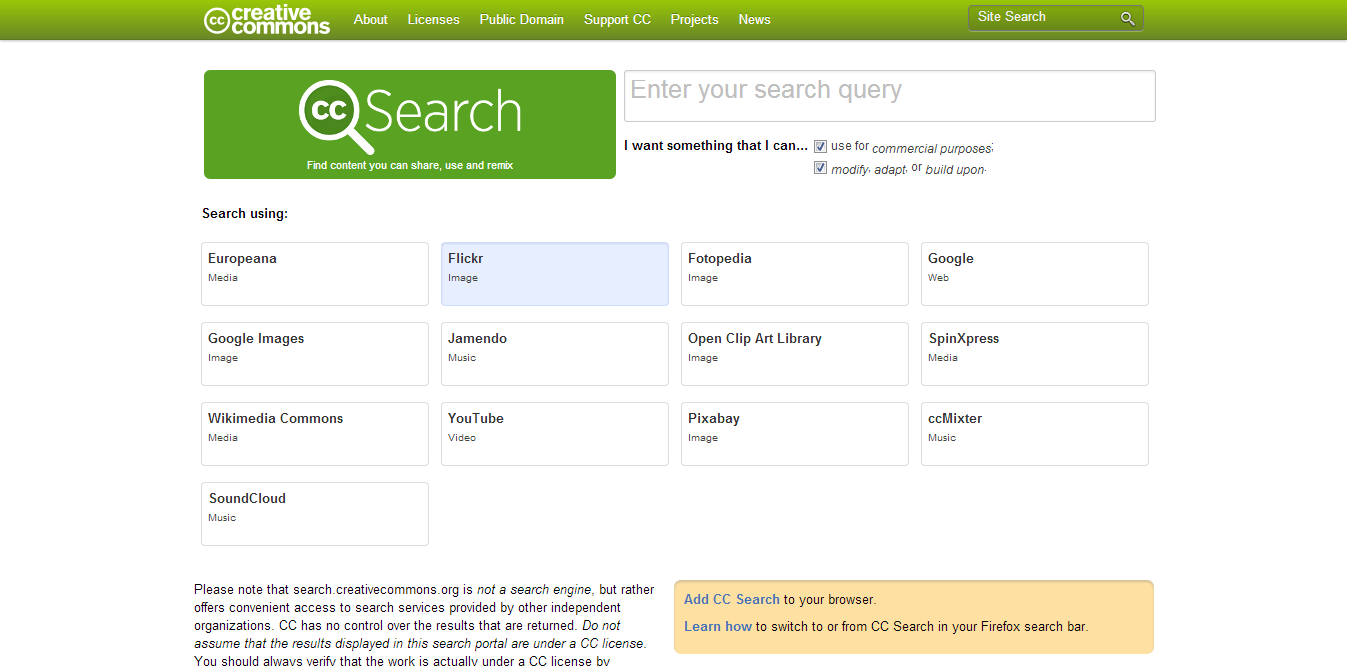 cc creative commons
About Licenses Public Domain Support CC Projects News
Site Search
CC Search
Find content you can share, use and remix
Enter your search query
I want something that I can... use for commercial purposes;
modify, adapt, or build upon.
Search using:
Europeana
Media
Flickr
Image
Fotopedia
Image
Google
Web
Google Images
Image
Jamendo
Music
Open Clip Art Library
Image
SpinXpress
Media
Wikimedia Commons
Media
YouTube
Video
Pixabay
Image
ccMixter
Music
SoundCloud
Music
Please note that search.creativecommons.org is not a search engine, but rather
offers convenient access to search services provided by other independent
organizations. CC has no control over the results that are returned. Do not
assume that the results displayed in this search portal are under a CC license.
You should always verify that the work is actually under a CC license by
Add CC Search to your browser.
Learn how to switch to or from CC Search in your Firefox search bar.